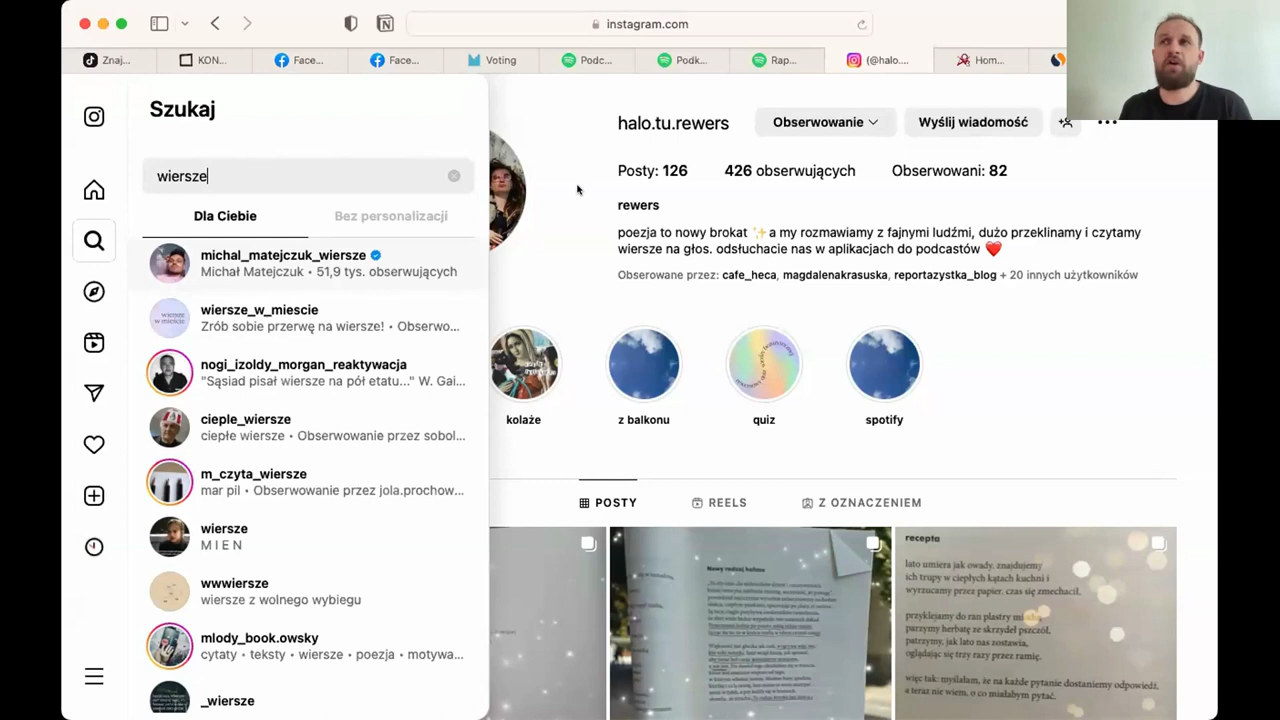 instagram.com
Znaj...
KON...
Face...
Face...
Voting
Podc...
Podk...
Rap...
(@halo....
Hom...
Szukaj
wiersze
Dla Ciebie
Bez personalizacji
michal_matejczuk_wiersze
Michał Matejczuk • 51,9 tys. obserwujących
wiersze_w_miescie
Zrób sobie przerwę na wiersze! • Obserwo...
nogi_izoldy_morgan_reaktywacja
"Sąsiad pisał wiersze na pół etatu..." W. Gai...
cieple_wiersze
ciepłe wiersze • Obserwowanie przez sobol...
m_czyta_wiersze
mar pil • Obserwowanie przez jola.prochow...
wiersze
M I E N
wwwiersze
wiersze z wolnego wybiegu
mlody_book.owsky
cytaty • teksty • wiersze • poezja • motywa...
_wiersze
halo.tu.rewers
Obserwowanie
Wyślij wiadomość
Posty: 126
426 obserwujących
Obserwowani: 82
rewers
poezja to nowy brokat ✨ a my rozmawiamy z fajnymi ludźmi, dużo przeklinamy i czytamy
wiersze na głos. odsłuchacie nas w aplikacjach do podcastów ❤️
Obserowane przez: cafe_heca, magdalenakrasuska, reportazystka_blog + 20 innych użytkowników
kolaże
z balkonu
quiz
spotify
POSTY
REELS
Z OZNACZENIEM
Nowy rodzaj balona
recepta
lato umiera jak owady. znajdujemy
ich trupy w ciepłych kątach kuchni i
wyrzucamy przez papier. czas się zmechacił.
przyklejamy do ran plastry
parzymy herbatę ze skrzydeł pszczół,
patrzymy, jak lato nas zostawia,
oglądając się trzy razy przez ramię.
więc tak: myślałam, że na każde pytanie dostaniemy odpowiedź,
a teraz nie wiem, o co miałabym pytać.